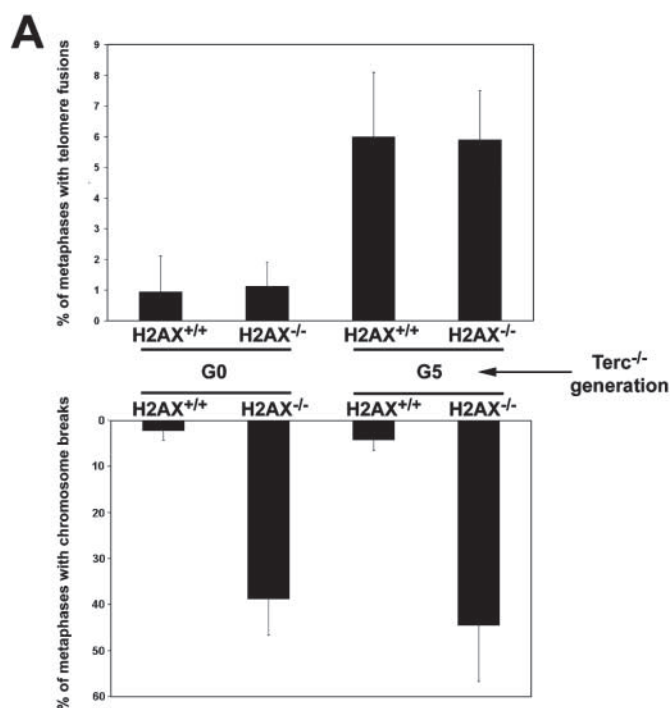 A
% of metaphases with telomere fusions
9
8
7
6
5
4
3
2
1
0
H2AX+/+ H2AX-/- H2AX+/+ H2AX-/-
G0 G5 Terc-/-
generation
H2AX+/+ H2AX-/- H2AX+/+ H2AX-/-
% of metaphases with chromosome breaks
0
10
20
30
40
50
60